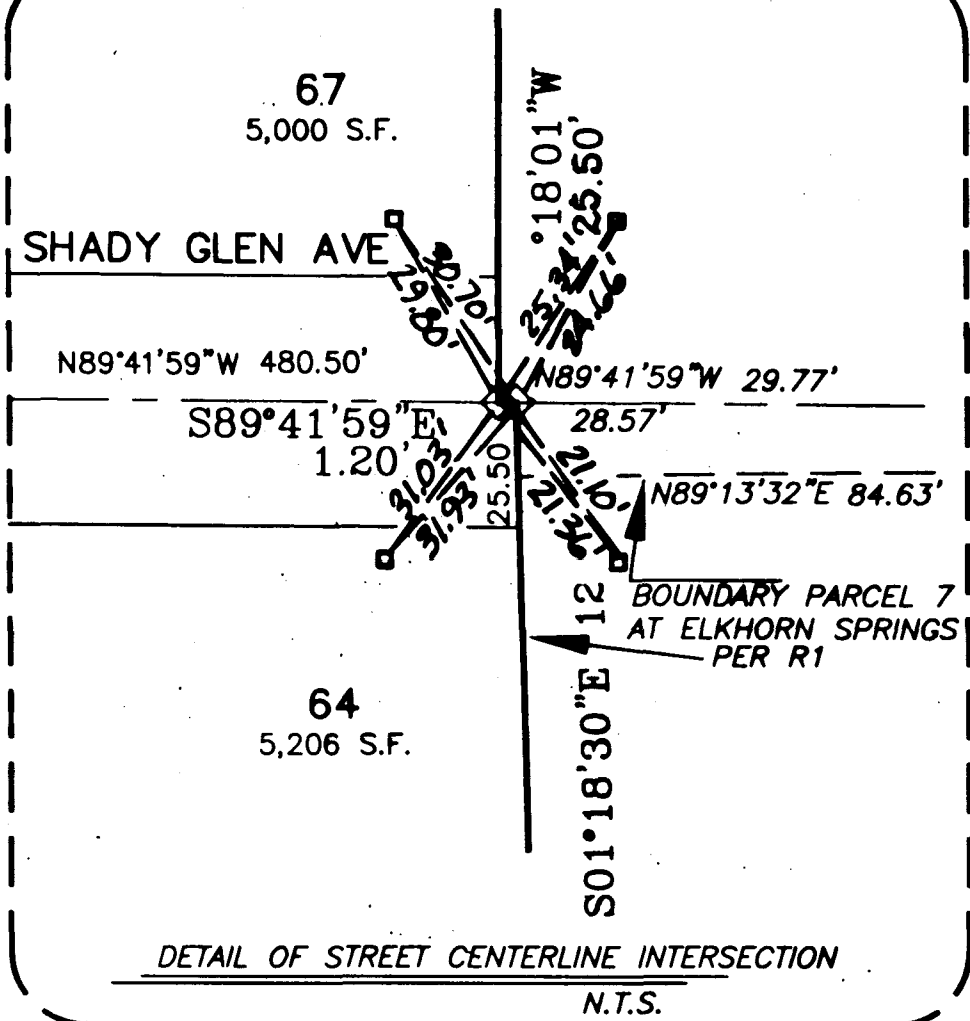 67
5,000 S.F.
°18'01"W
25.50'
SHADY GLEN AVE
30.70'
29.80'
25.34'
24.66'
N89°41'59"W 480.50'
N89°41'59"W 29.77'
S89°41'59"E
1.20'
28.57'
31.03'
31.93'
25.50
21.10'
21.36'
N89°13'32"E 84.63'
BOUNDARY PARCEL 7
AT ELKHORN SPRINGS
PER R1
S01°18'30"E 12
64
5,206 S.F.
DETAIL OF STREET CENTERLINE INTERSECTION
N.T.S.